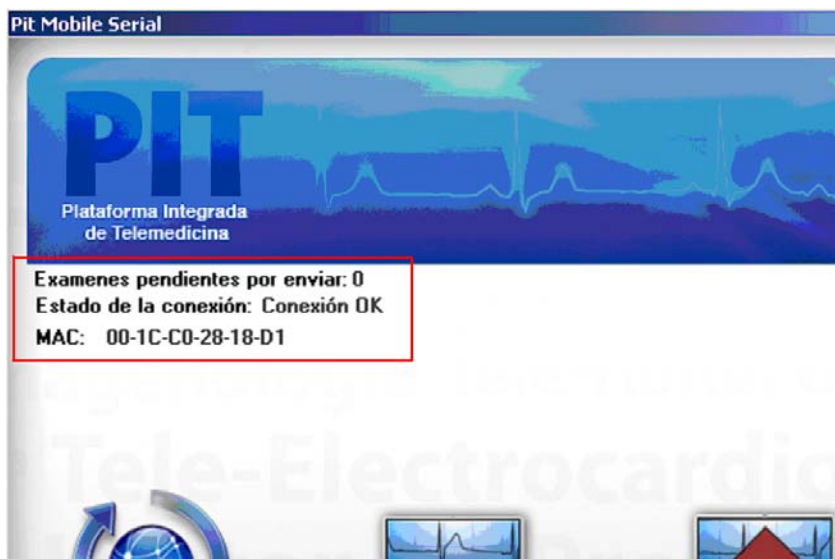 Pit Mobile Serial
PIT
Plataforma Integrada
de Telemedicina
Examenes pendientes por enviar: 0
Estado de la conexión: Conexión OK
MAC: 00-1C-C0-28-18-D1
Tele-Electrocardio